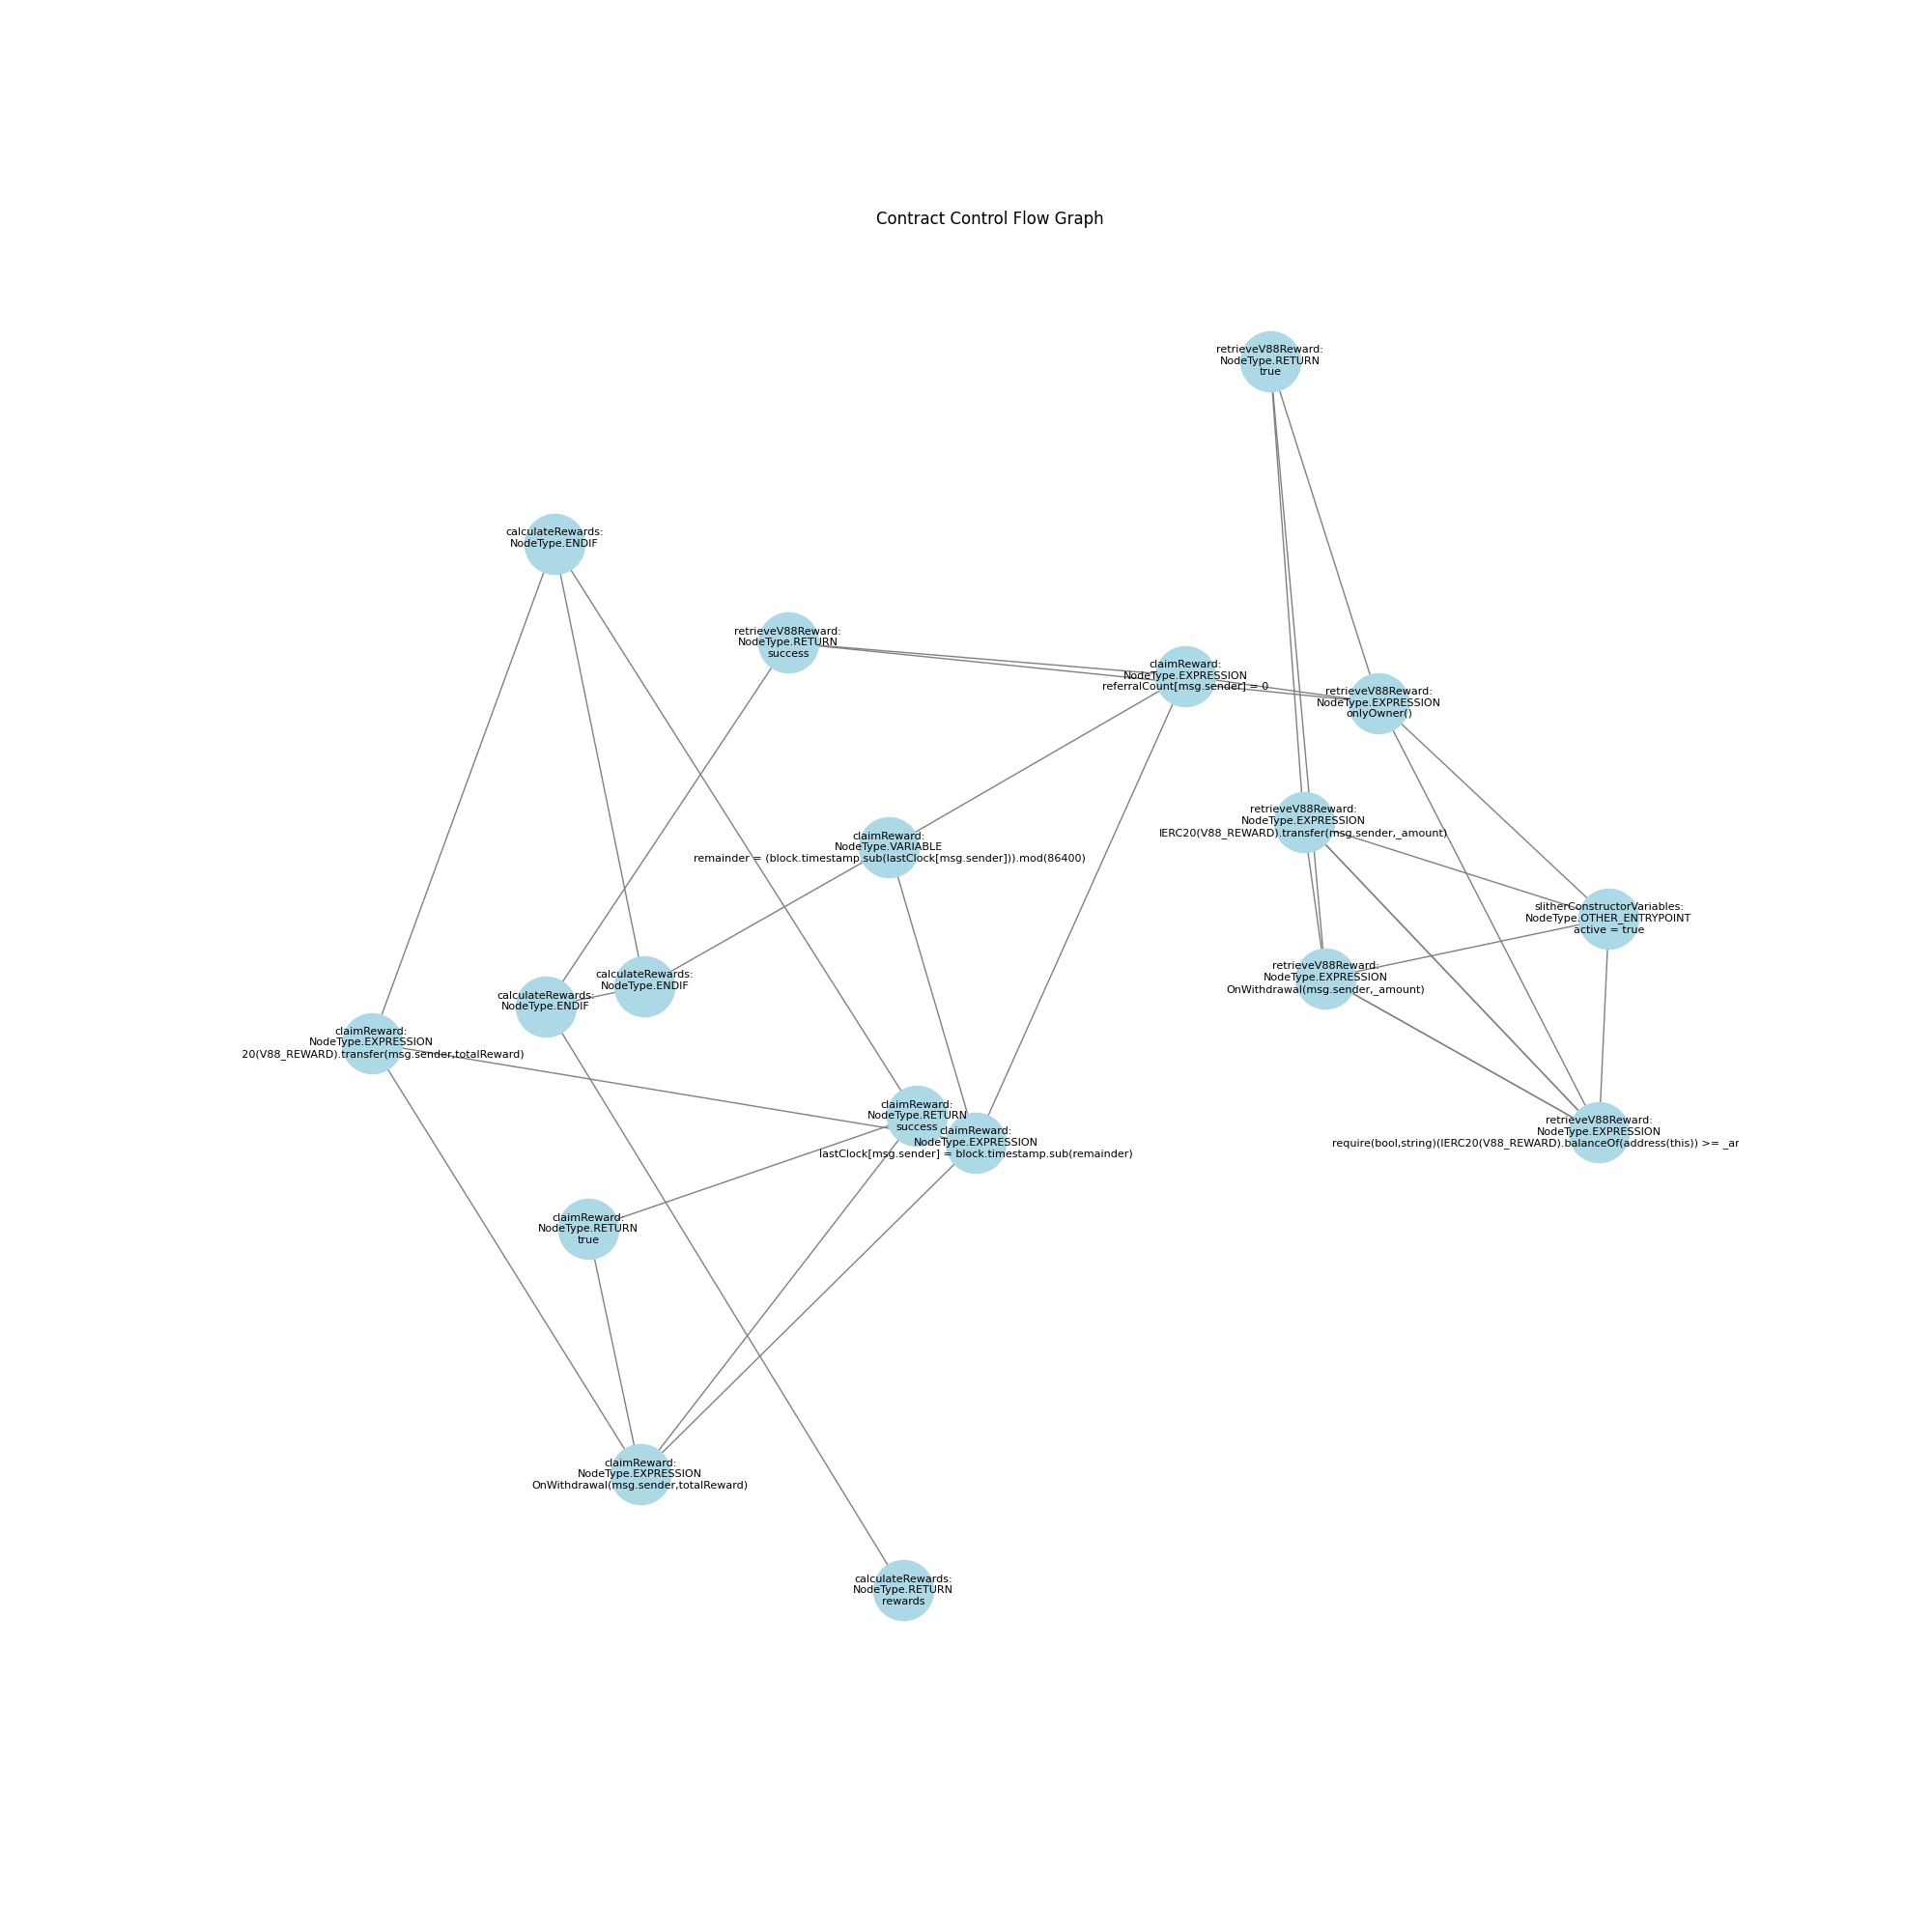 Contract Control Flow Graph
retrieveV88Reward:
NodeType.RETURN
true
calculateRewards:
NodeType.ENDIF
retrieveV88Reward:
NodeType.RETURN
success
claimReward:
NodeType.EXPRESSION
referralCount[msg.sender] = 0
retrieveV88Reward:
NodeType.EXPRESSION
onlyOwner()
retrieveV88Reward:
NodeType.EXPRESSION
IERC20(V88_REWARD).transfer(msg.sender,_amount)
claimReward:
NodeType.VARIABLE
remainder = (block.timestamp.sub(lastClock[msg.sender])).mod(86400)
slitherConstructorVariables:
NodeType.OTHER_ENTRYPOINT
active = true
retrieveV88Reward:
NodeType.EXPRESSION
OnWithdrawal(msg.sender,_amount)
calculateRewards:
NodeType.ENDIF
calculateRewards:
NodeType.ENDIF
claimReward:
NodeType.EXPRESSION
20(V88_REWARD).transfer(msg.sender,totalReward)
claimReward:
NodeType.RETURN
success
claimReward:
NodeType.EXPRESSION
lastClock[msg.sender] = block.timestamp.sub(remainder)
retrieveV88Reward:
NodeType.EXPRESSION
require(bool,string)(IERC20(V88_REWARD).balanceOf(address(this)) >= _ar
claimReward:
NodeType.RETURN
true
claimReward:
NodeType.EXPRESSION
OnWithdrawal(msg.sender,totalReward)
calculateRewards:
NodeType.RETURN
rewards